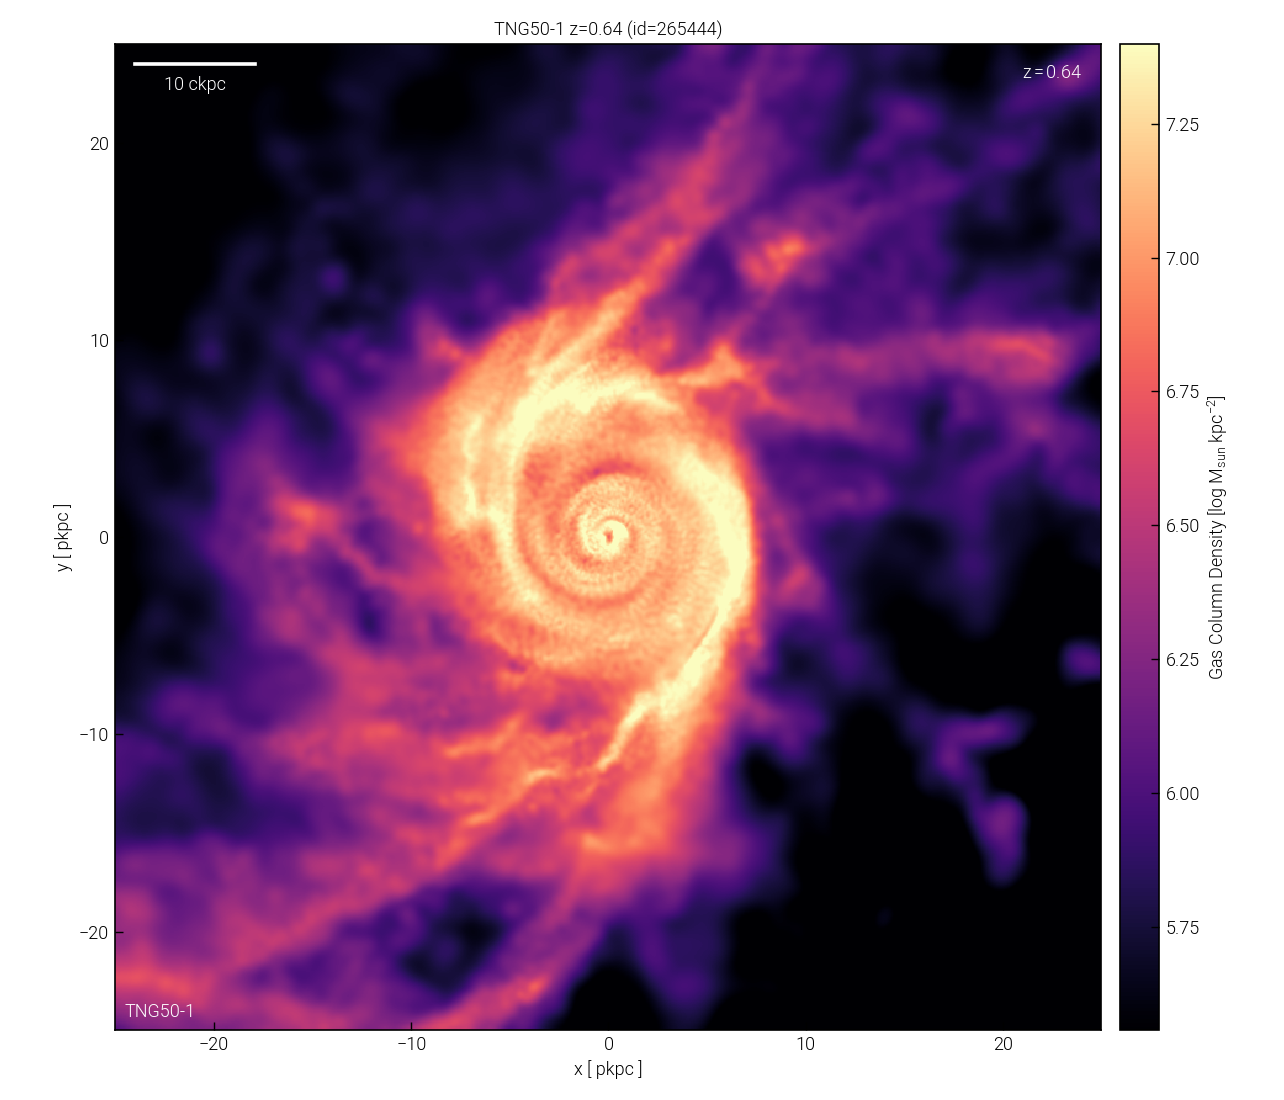 TNG50-1 z=0.64 (id=265444)
10 ckpc
z=0.64
20
10
0
−10
−20
y [ pkpc ]
TNG50-1
−20
−10
0
10
20
x [ pkpc ]
7.25
7.00
6.75
6.50
6.25
6.00
5.75
Gas Column Density [log M_sun kpc^−2]